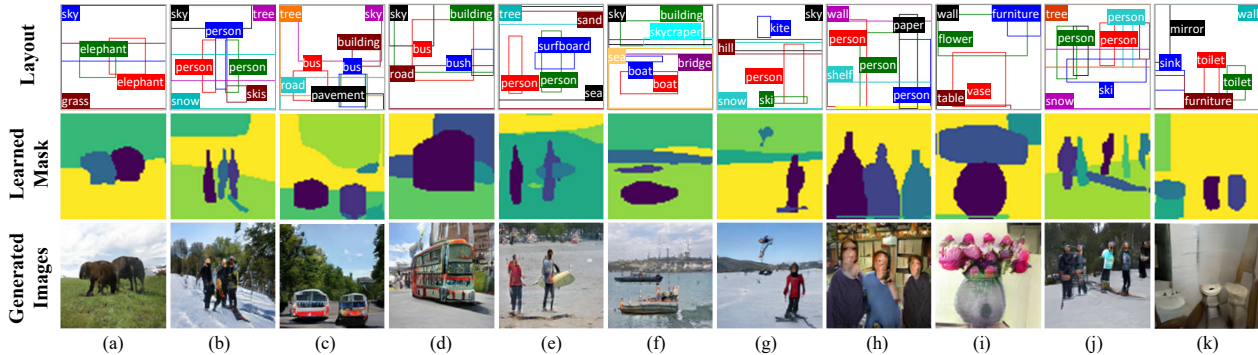 Layout
sky
elephant
elephant
grass
sky
tree
person
person
person
snow
skis
tree
sky
building
bus
bus
road
pavement
sky
building
bus
bush
road
tree
sand
surfboard
person
person
sea
sky
building
skycraper
sea
bridge
boat
boat
sky
kite
hill
person
snow
ski
wall
paper
person
person
shelf
person
wall
furniture
flower
vase
table
tree
person
person
person
ski
snow
mirror
sink
toilet
toilet
furniture
Learned
Mask
Generated
Images
(a) (b) (c) (d) (e) (f) (g) (h) (i) (j) (k)